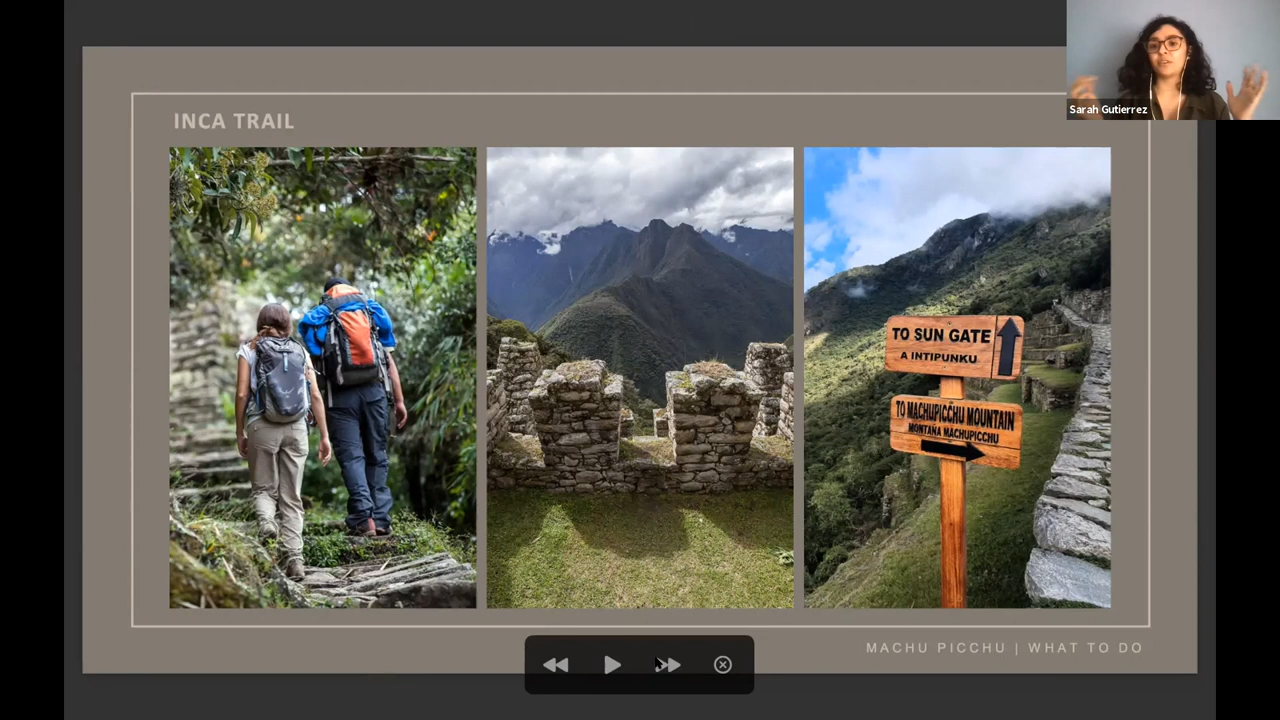 INCA TRAIL
TO SUN GATE
A INTIPUNKU
TO MACHUPICCHU MOUNTAIN
MONTAÑA MACHUPICCHU
MACHU PICCHU | WHAT TO DO
Sarah Gutierrez